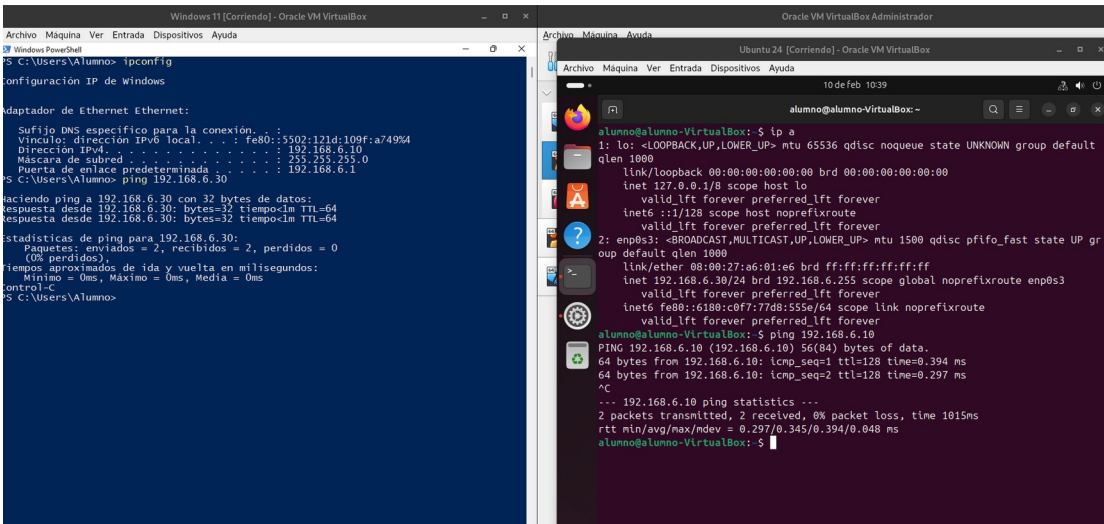 Windows 11 [Corriendo] - Oracle VM VirtualBox
Archivo Máquina Ver Entrada Dispositivos Ayuda
Windows PowerShell
PS C:\Users\Alumno> ipconfig
Configuración IP de Windows
Adaptador de Ethernet Ethernet:
Sufijo DNS específico para la conexión. . :
Vínculo: dirección IPv6 local. . . : fe80::5502:121d:109f:a749%4
Dirección IPv4. . . . . . . . . . . . . . : 192.168.6.10
Máscara de subred . . . . . . . . . . . . : 255.255.255.0
Puerta de enlace predeterminada . . . . . : 192.168.6.1
PS C:\Users\Alumno> ping 192.168.6.30
Haciendo ping a 192.168.6.30 con 32 bytes de datos:
Respuesta desde 192.168.6.30: bytes=32 tiempo<1m TTL=64
Respuesta desde 192.168.6.30: bytes=32 tiempo<1m TTL=64
Estadísticas de ping para 192.168.6.30:
Paquetes: enviados = 2, recibidos = 2, perdidos = 0
(0% perdidos),
Tiempos aproximados de ida y vuelta en milisegundos:
Mínimo = 0ms, Máximo = 0ms, Media = 0ms
Control-C
PS C:\Users\Alumno>
Oracle VM VirtualBox Administrador
Archivo Máquina Ayuda
Ubuntu 24 [Corriendo] - Oracle VM VirtualBox
Archivo Máquina Ver Entrada Dispositivos Ayuda
10 de feb 10:39
alumno@alumno-VirtualBox: ~
alumno@alumno-VirtualBox:~$ ip a
1: lo: <LOOPBACK,UP,LOWER_UP> mtu 65536 qdisc noqueue state UNKNOWN group default
qlen 1000
link/loopback 00:00:00:00:00:00 brd 00:00:00:00:00:00
inet 127.0.0.1/8 scope host lo
valid_lft forever preferred_lft forever
inet6 ::1/128 scope host noprefixroute
valid_lft forever preferred_lft forever
2: enp0s3: <BROADCAST,MULTICAST,UP,LOWER_UP> mtu 1500 qdisc pfifo_fast state UP gr
oup default qlen 1000
link/ether 08:00:27:a6:01:e6 brd ff:ff:ff:ff:ff:ff
inet 192.168.6.30/24 brd 192.168.6.255 scope global noprefixroute enp0s3
valid_lft forever preferred_lft forever
inet6 fe80::6180:c0f7:77d8:555e/64 scope link noprefixroute
valid_lft forever preferred_lft forever
alumno@alumno-VirtualBox:~$ ping 192.168.6.10
PING 192.168.6.10 (192.168.6.10) 56(84) bytes of data.
64 bytes from 192.168.6.10: icmp_seq=1 ttl=128 time=0.394 ms
64 bytes from 192.168.6.10: icmp_seq=2 ttl=128 time=0.297 ms
^C
--- 192.168.6.10 ping statistics ---
2 packets transmitted, 2 received, 0% packet loss, time 1015ms
rtt min/avg/max/mdev = 0.297/0.345/0.394/0.048 ms
alumno@alumno-VirtualBox:~$